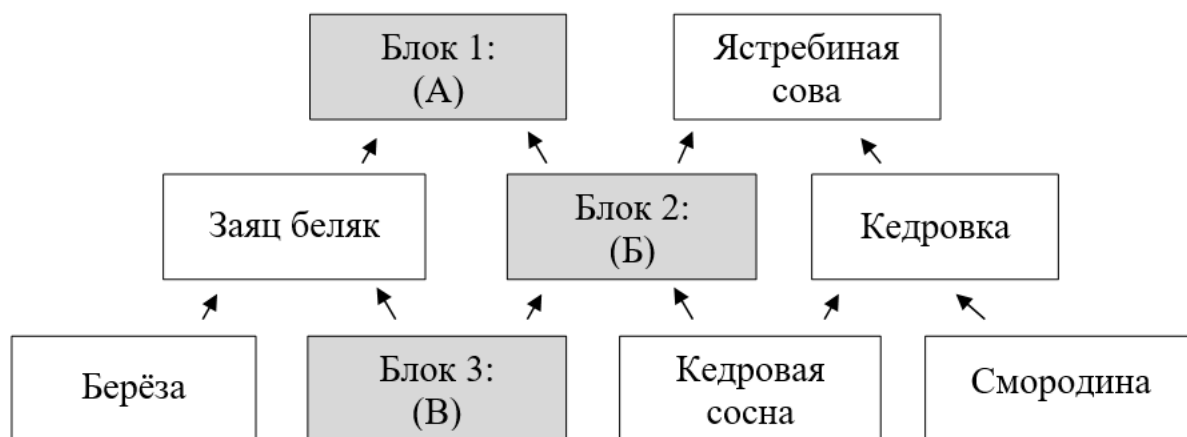 Блок 1:
(А)
Ястребиная
сова
Заяц беляк
Блок 2:
(Б)
Кедровка
Берёза
Блок 3:
(В)
Кедровая
сосна
Смородина